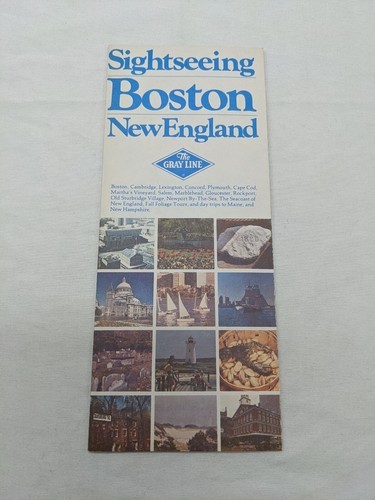 Sightseeing
Boston
New England
The
GRAY LINE
Boston, Cambridge, Lexington, Concord, Plymouth, Cape Cod,
Martha's Vineyard, Salem, Marblehead, Gloucester, Rockport,
Old Sturbridge Village, Newport By-The-Sea, The Seacoast of
New England, Fall Foliage Tours, and day trips to Maine and
New Hampshire.